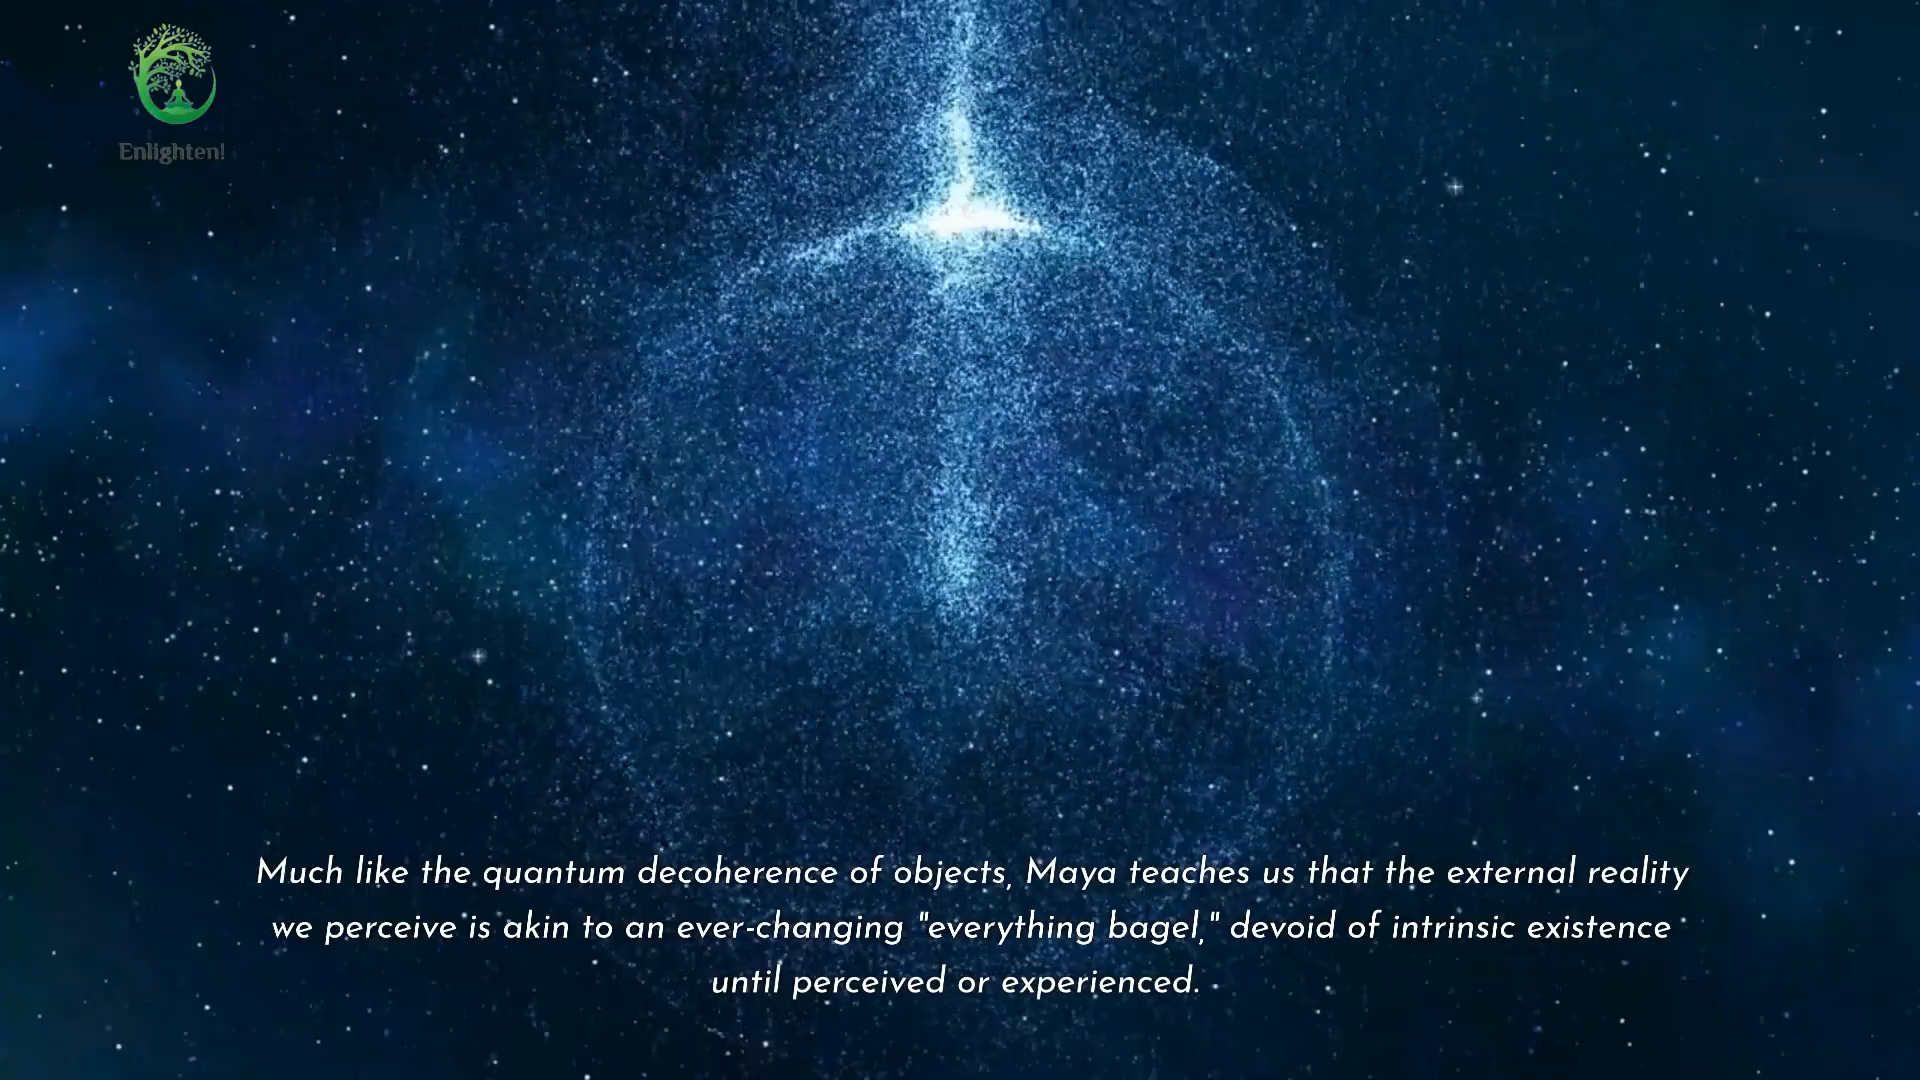 Enlighten!
Much like the quantum decoherence of objects, Maya teaches us that the external reality
we perceive is akin to an ever-changing "everything bagel," devoid of intrinsic existence
until perceived or experienced.